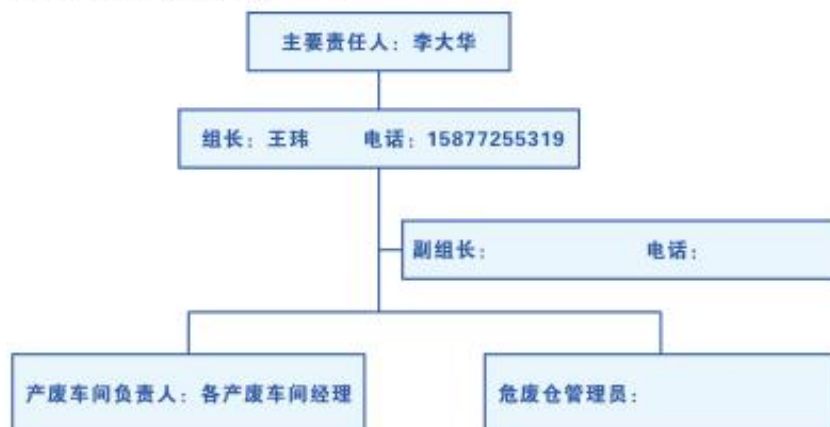 主要责任人：李大华
组长：王玮 电话：15877255319
副组长： 电话：
产废车间负责人：各产废车间经理
危废仓管理员：